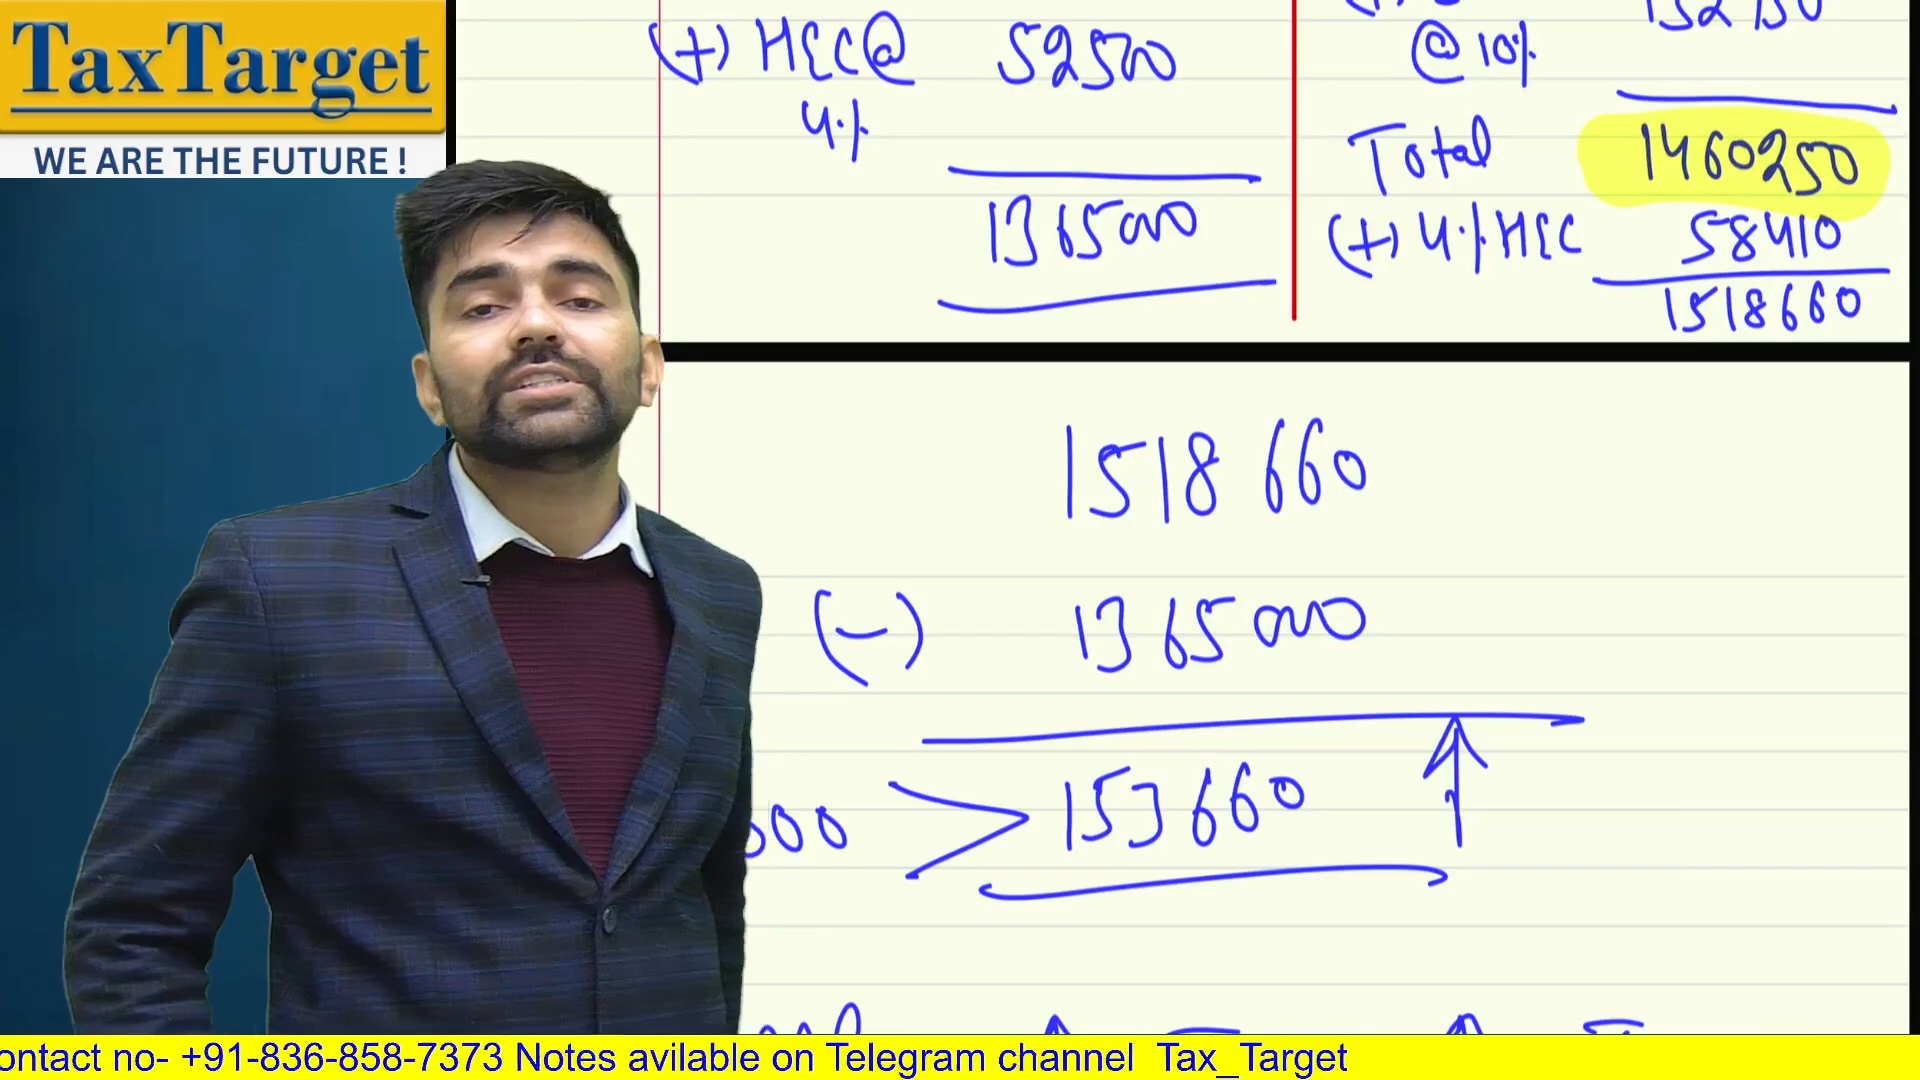 TaxTarget
WE ARE THE FUTURE !
(+) HEC@ 52500
4%
1365000
@ 10%
Total 1460250
(+) 4% HEC 58410
1518660
1518660
(-) 1365000
000 > 153660
ontact no- +91-836-858-7373 Notes avilable on Telegram channel Tax_Target